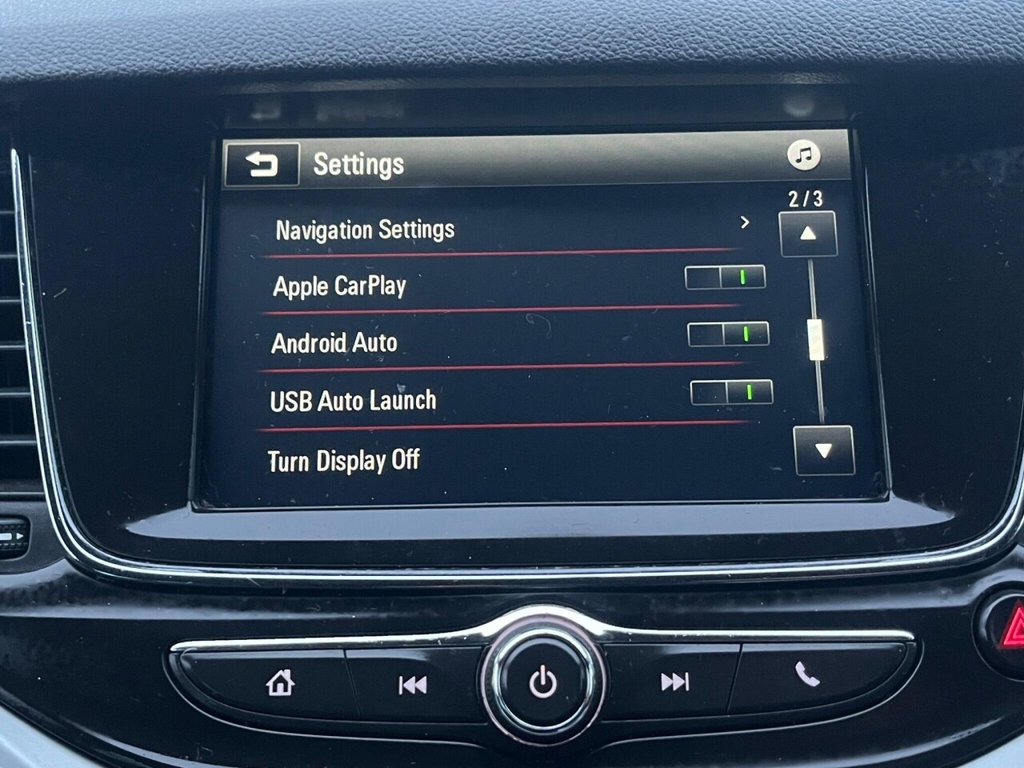 Settings
2/3
Navigation Settings
Apple CarPlay
Android Auto
USB Auto Launch
Turn Display Off